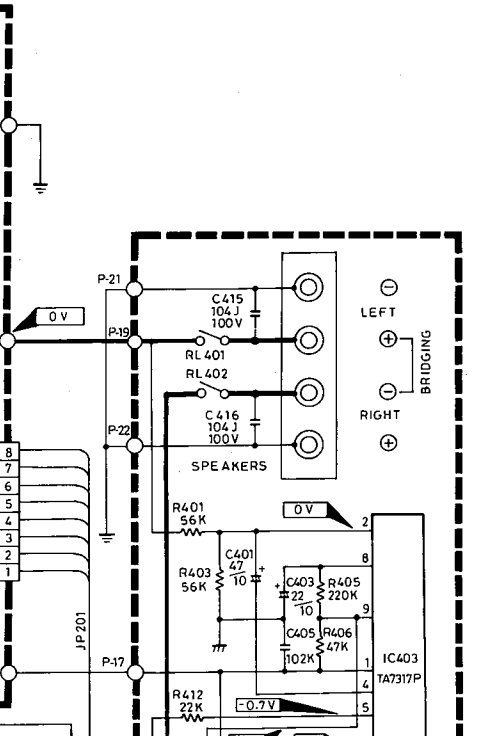 P-21
C415
104J
100V
⊖
LEFT
0V
P-19
RL401
⊕
BRIDGING
RL402
⊖
RIGHT
C416
104J
100V
P-22
⊕
SPEAKERS
8
7
6
5
4
3
2
1
JP201
R401
56K
0V
2
C401
47
10
+
R403
56K
8
+
C403
22
10
R405
220K
9
C405
102K
R406
47K
P-17
1
IC403
TA7317P
4
R412
22K
-0.7V
5